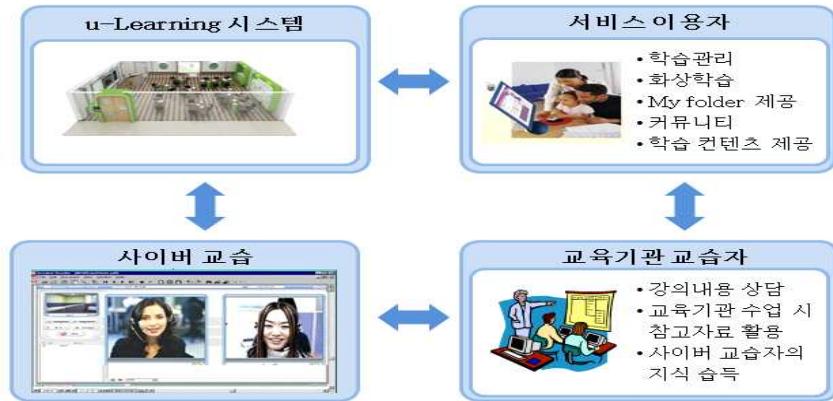 u-Learning 시스템
서비스 이용자
• 학습관리
• 화상학습
• My folder 제공
• 커뮤니티
• 학습 컨텐츠 제공
사이버 교습
교육기관 교습자
• 강의내용 상담
• 교육기관 수업 시
참고자료 활용
• 사이버 교습자의
지식 습득